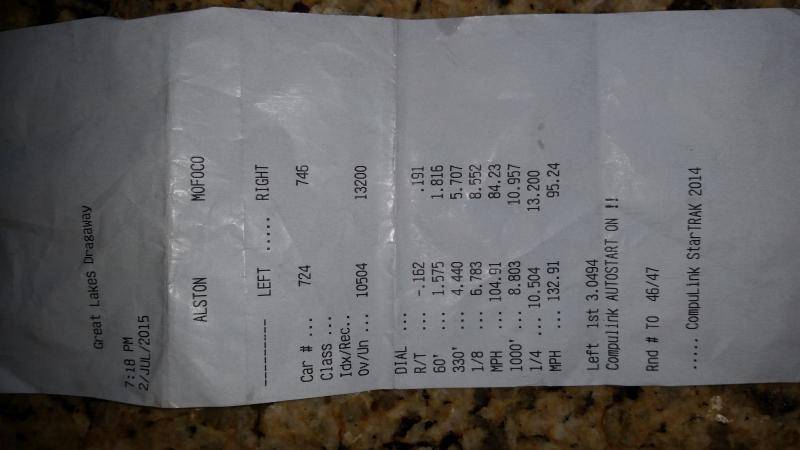 Great Lakes Dragaway
7:18 PM
2/JUL/2015
ALSTON MOFOCO
--------- LEFT ..... RIGHT
Car # ... 724 746
Class ...
Idx/Rec..
Ov/Un ... 10504 13200
DIAL ...
R/T ... -.162 .191
60' ... 1.575 1.816
330' ... 4.440 5.707
1/8 ... 6.783 8.552
MPH ... 104.91 84.23
1000' ... 8.803 10.957
1/4 ... 10.504 13.200
MPH ... 132.91 95.24
Left 1st 3.0494
Compulink AUTOSTART ON !!
Rnd # TO 46/47
..... CompuLink StarTRAK 2014